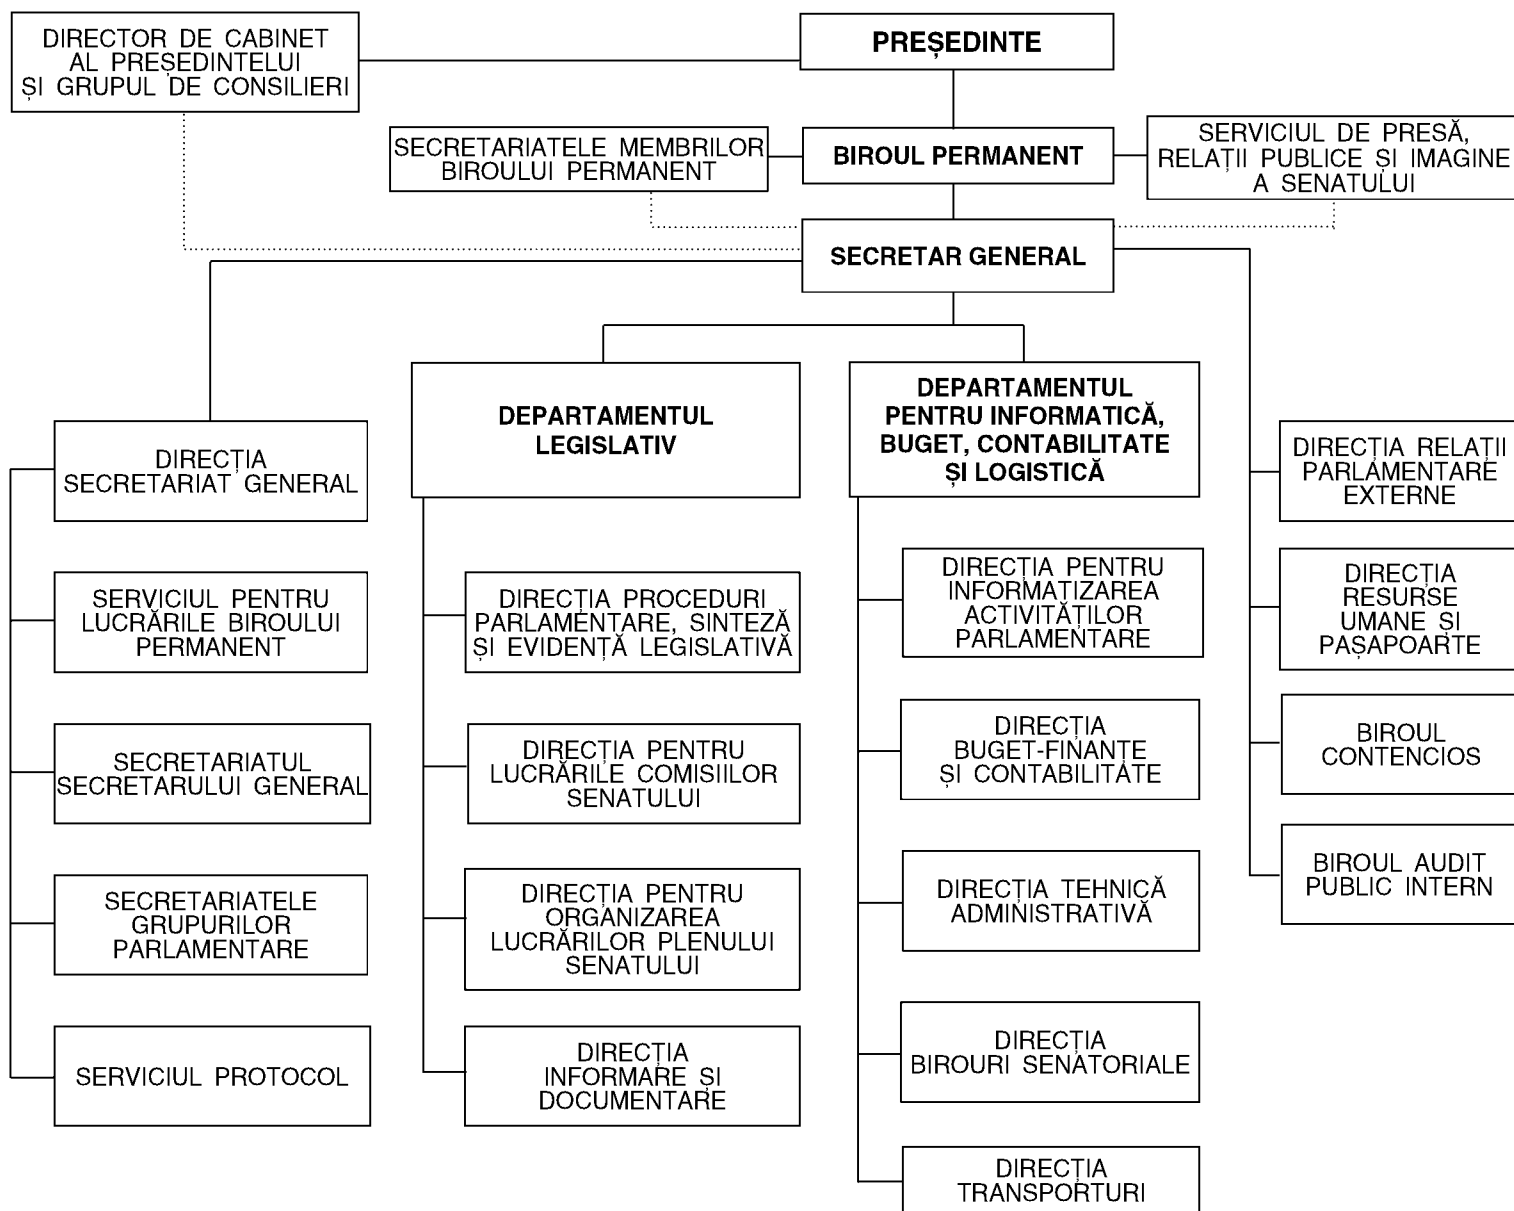 DIRECTOR DE CABINET
AL PREȘEDINTELUI
ȘI GRUPUL DE CONSILIERI
PREȘEDINTE
SECRETARIATELE MEMBRILOR
BIROULUI PERMANENT
BIROUL PERMANENT
SERVICIUL DE PRESĂ,
RELAȚII PUBLICE ȘI IMAGINE
A SENATULUI
SECRETAR GENERAL
DIRECȚIA
SECRETARIAT GENERAL
SERVICIUL PENTRU
LUCRĂRILE BIROULUI
PERMANENT
SECRETARIATUL
SECRETARULUI GENERAL
SECRETARIATELE
GRUPURILOR
PARLAMENTARE
SERVICIUL PROTOCOL
DEPARTAMENTUL
LEGISLATIV
DIRECȚIA PROCEDURI
PARLAMENTARE, SINTEZĂ
ȘI EVIDENȚĂ LEGISLATIVĂ
DIRECȚIA PENTRU
LUCRĂRILE COMISIILOR
SENATULUI
DIRECȚIA PENTRU
ORGANIZAREA
LUCRĂRILOR PLENULUI
SENATULUI
DIRECȚIA
INFORMARE ȘI
DOCUMENTARE
DEPARTAMENTUL
PENTRU INFORMATICĂ,
BUGET, CONTABILITATE
ȘI LOGISTICĂ
DIRECȚIA PENTRU
INFORMATIZAREA
ACTIVITĂȚILOR
PARLAMENTARE
DIRECȚIA
BUGET-FINANȚE
ȘI CONTABILITATE
DIRECȚIA TEHNICĂ
ADMINISTRATIVĂ
DIRECȚIA
BIROURI SENATORIALE
DIRECȚIA
TRANSPORTURI
DIRECȚIA RELAȚII
PARLAMENTARE
EXTERNE
DIRECȚIA
RESURSE
UMANE ȘI
PAȘAPOARTE
BIROUL
CONTENCIOS
BIROUL AUDIT
PUBLIC INTERN